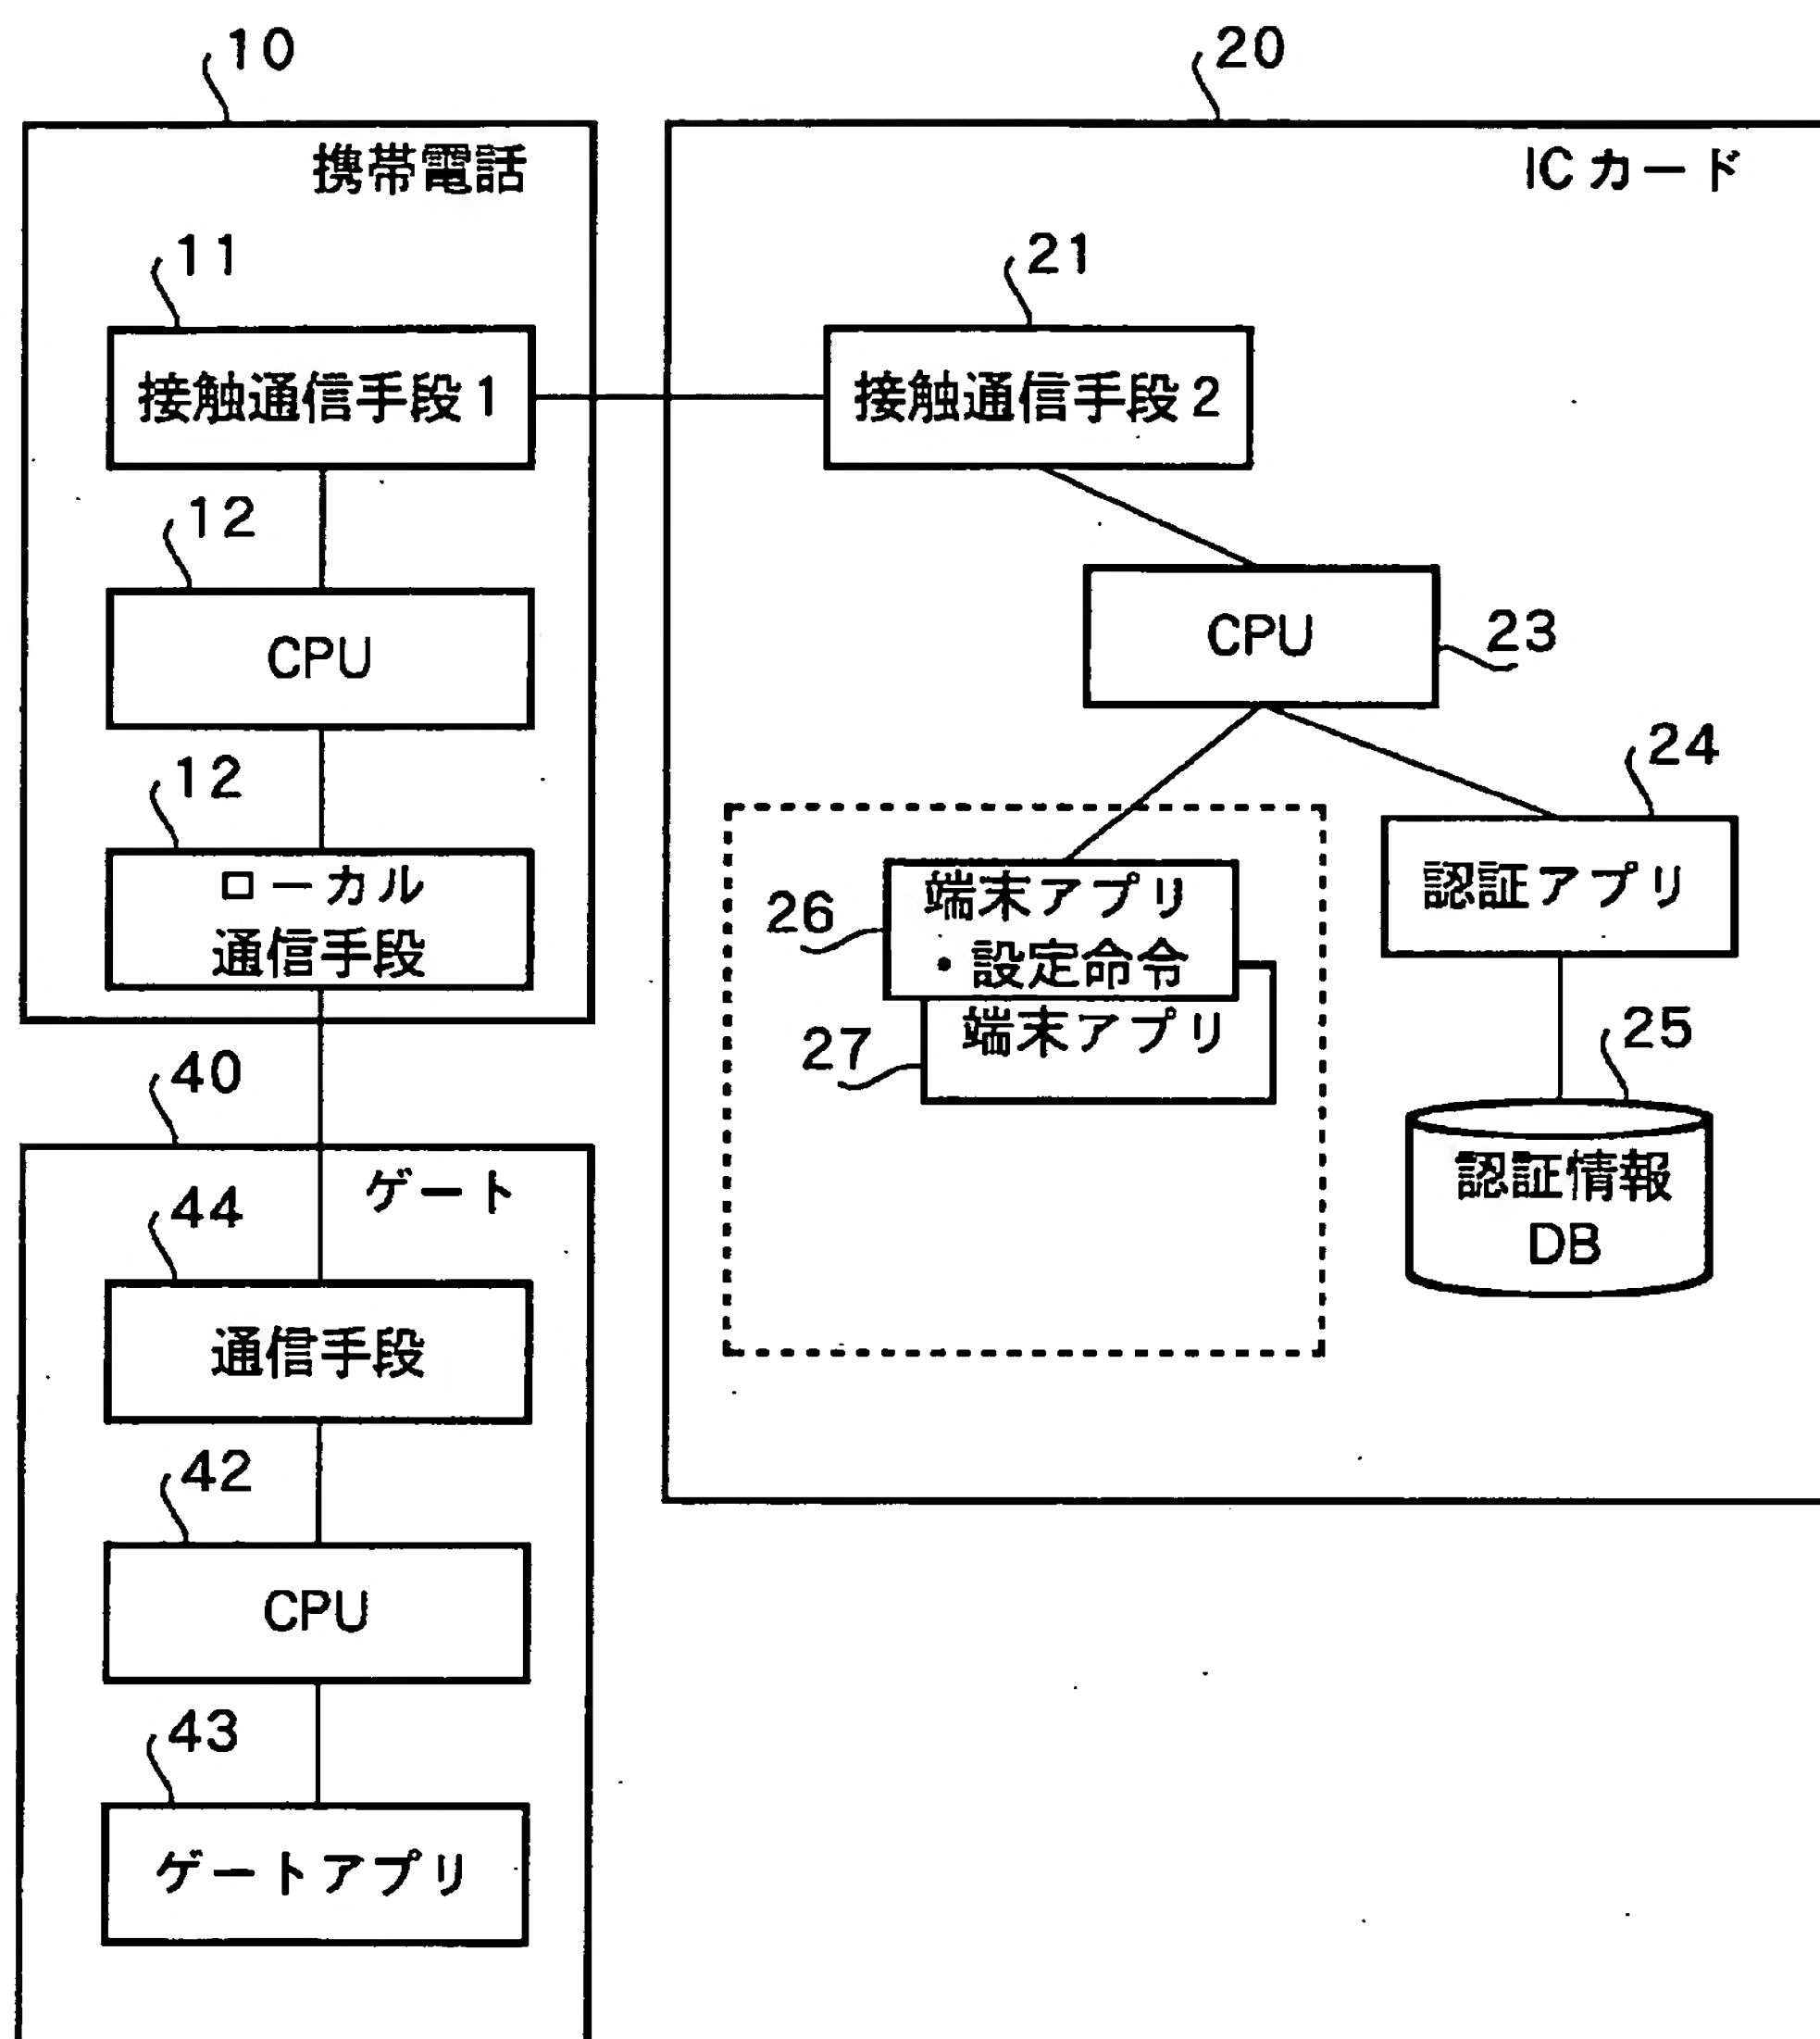 10
携帯電話
11
接触通信手段1
12
CPU
12
ローカル
通信手段
40
ゲート
44
通信手段
42
CPU
43
ゲートアプリ
20
ICカード
21
接触通信手段2
CPU
23
24
認証アプリ
26
端末アプリ
・設定命令
27
端末アプリ
25
認証情報
DB